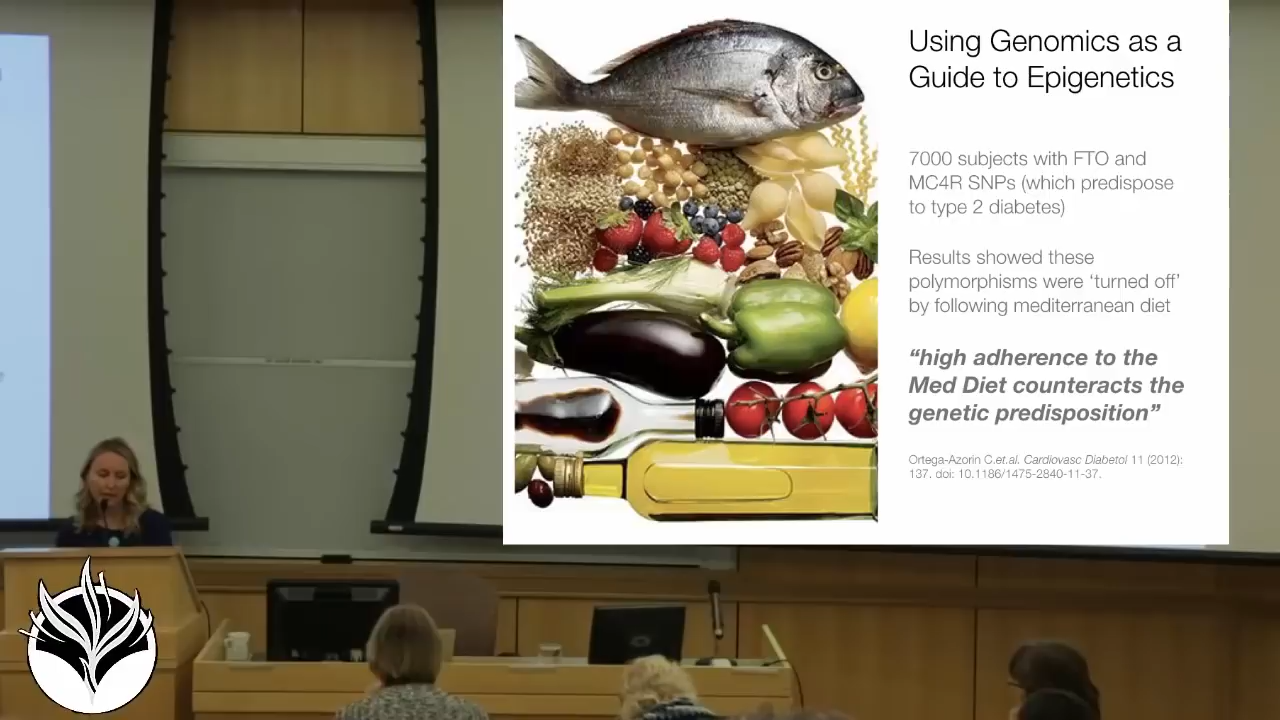 Using Genomics as a
Guide to Epigenetics
7000 subjects with FTO and
MC4R SNPs (which predispose
to type 2 diabetes)
Results showed these
polymorphisms were ‘turned off’
by following mediterranean diet
“high adherence to the
Med Diet counteracts the
genetic predisposition”
Ortega-Azorin C.et.al. Cardiovasc Diabetol 11 (2012):
137. doi: 10.1186/1475-2840-11-37.